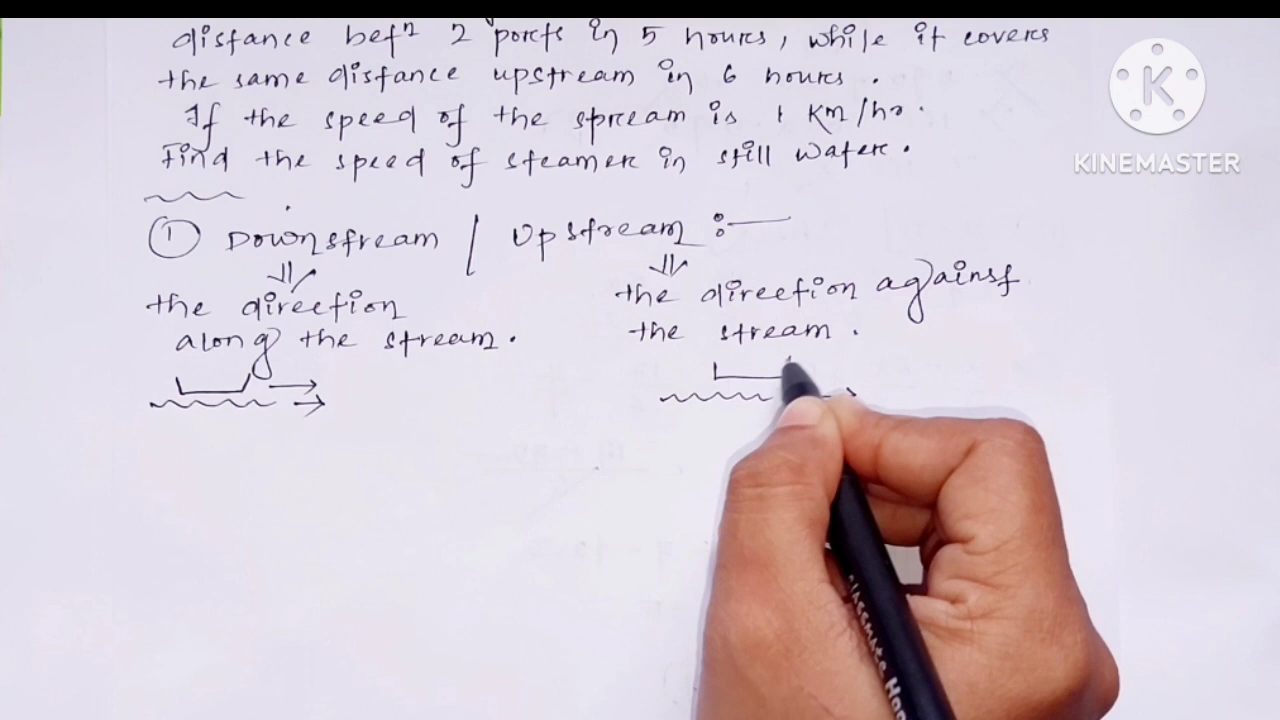 distance betn 2 ports in 5 hours, while it covers
the same distance upstream in 6 hours.
If the speed of the stream is 1 Km/hr.
Find the speed of steamer in still water.
K
KINEMASTER
① Downstream / Upstream :—
the direction
along the stream.
the direction against
the stream.
classmate